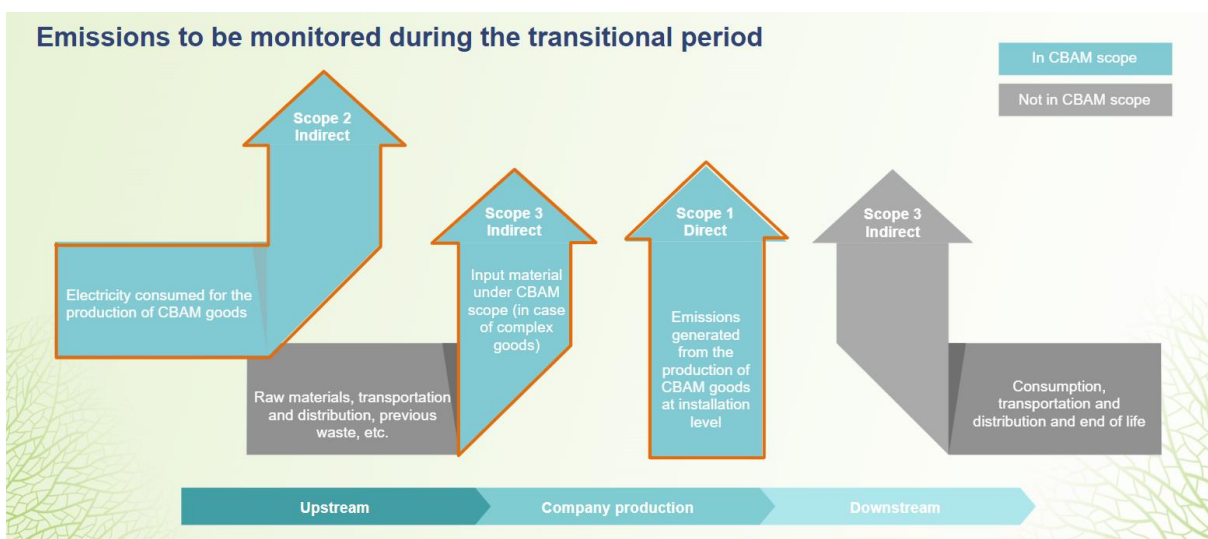 Emissions to be monitored during the transitional period
In CBAM scope
Not in CBAM scope
Scope 2
Indirect
Electricity consumed for the
production of CBAM goods
Scope 3
Indirect
Input material
under CBAM
scope (in case
of complex
goods)
Raw materials, transportation
and distribution, previous
waste, etc.
Scope 1
Direct
Emissions
generated
from the
production of
CBAM goods
at installation
level
Scope 3
Indirect
Consumption,
transportation and
distribution and end of life
Upstream
Company production
Downstream